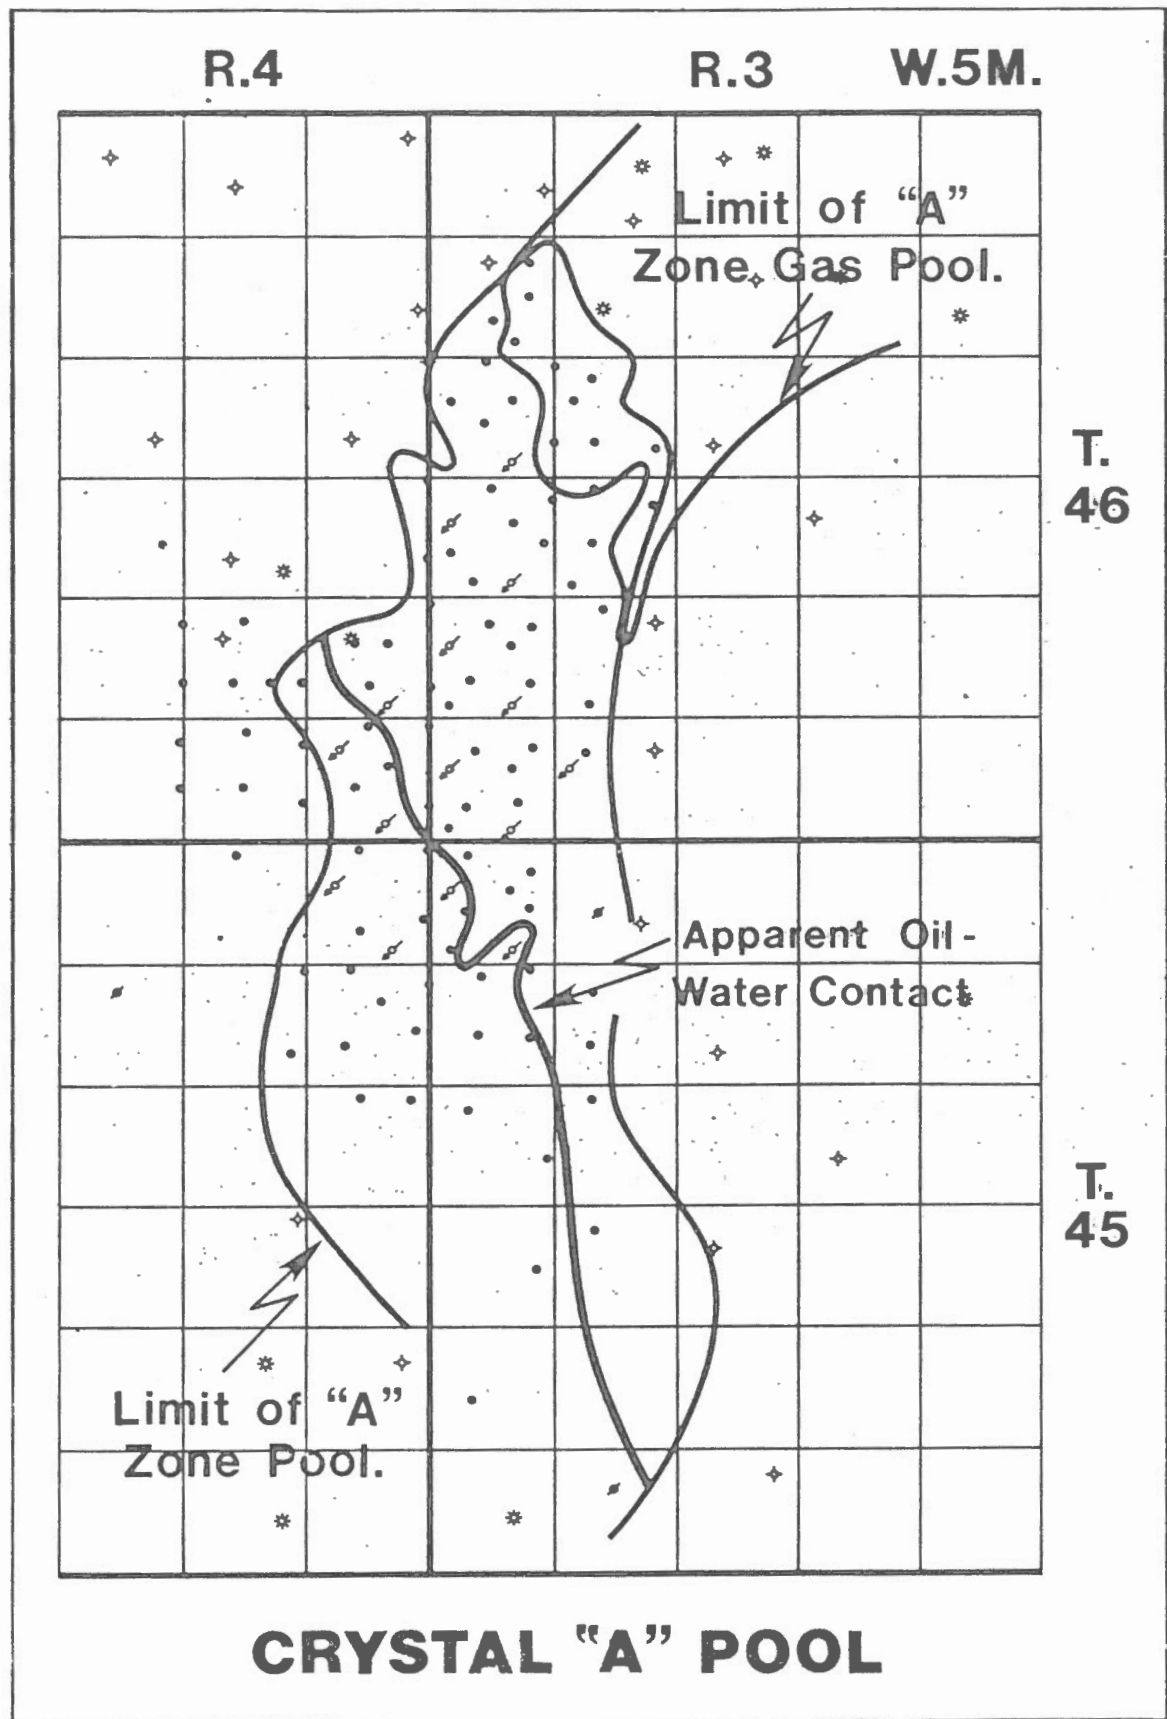 R.4 R.3 W.5M.
Limit of “A”
Zone Gas Pool.
T.
46
Apparent Oil-
Water Contact
T.
45
Limit of “A”
Zone Pool.
CRYSTAL “A” POOL